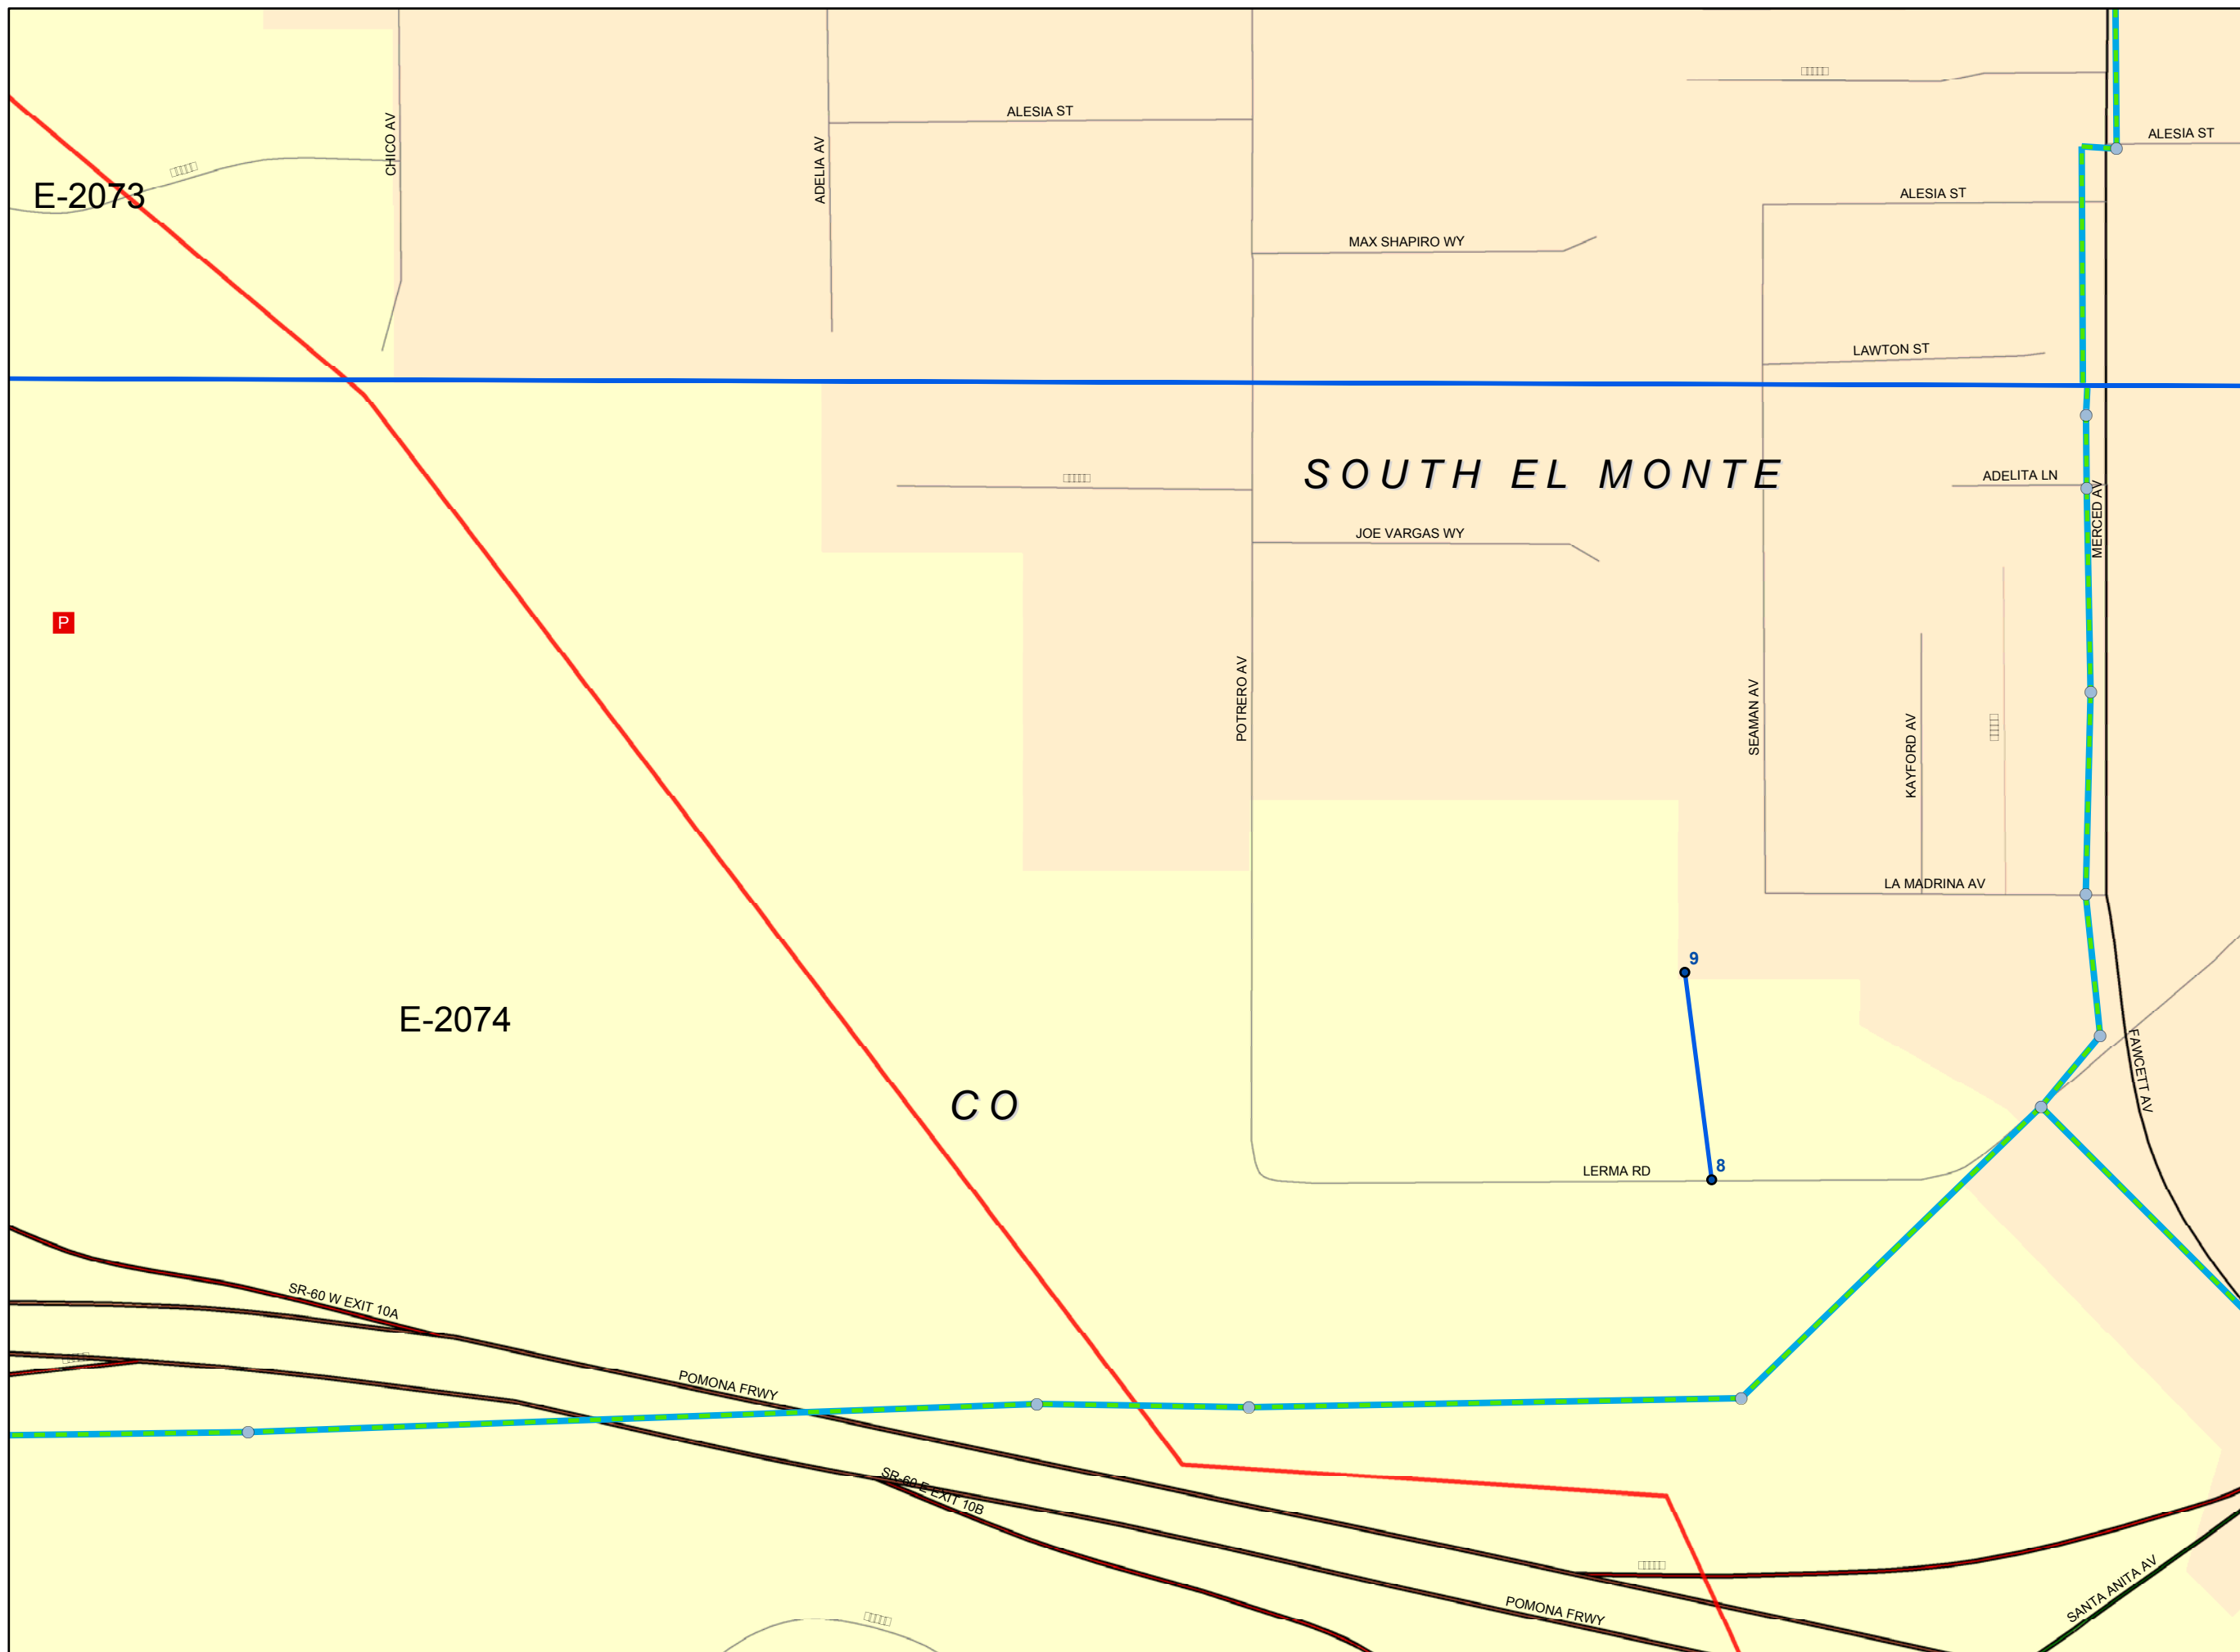 ALESIA ST
CHICO AV
ADELIA AV
ALESIA ST
E-2073
ALESIA ST
MAX SHAPIRO WY
LAWTON ST
SOUTH EL MONTE
ADELITA LN
MERCED AV
JOE VARGAS WY
P
POTRERO AV
SEAMAN AV
KAYFORD AV
LA MADRINA AV
9
E-2074
FAWCETT AV
CO
LERMA RD
8
SR-60 W EXIT 10A
POMONA FRWY
SR-60 E EXIT 10B
POMONA FRWY
SANTA ANITA AV